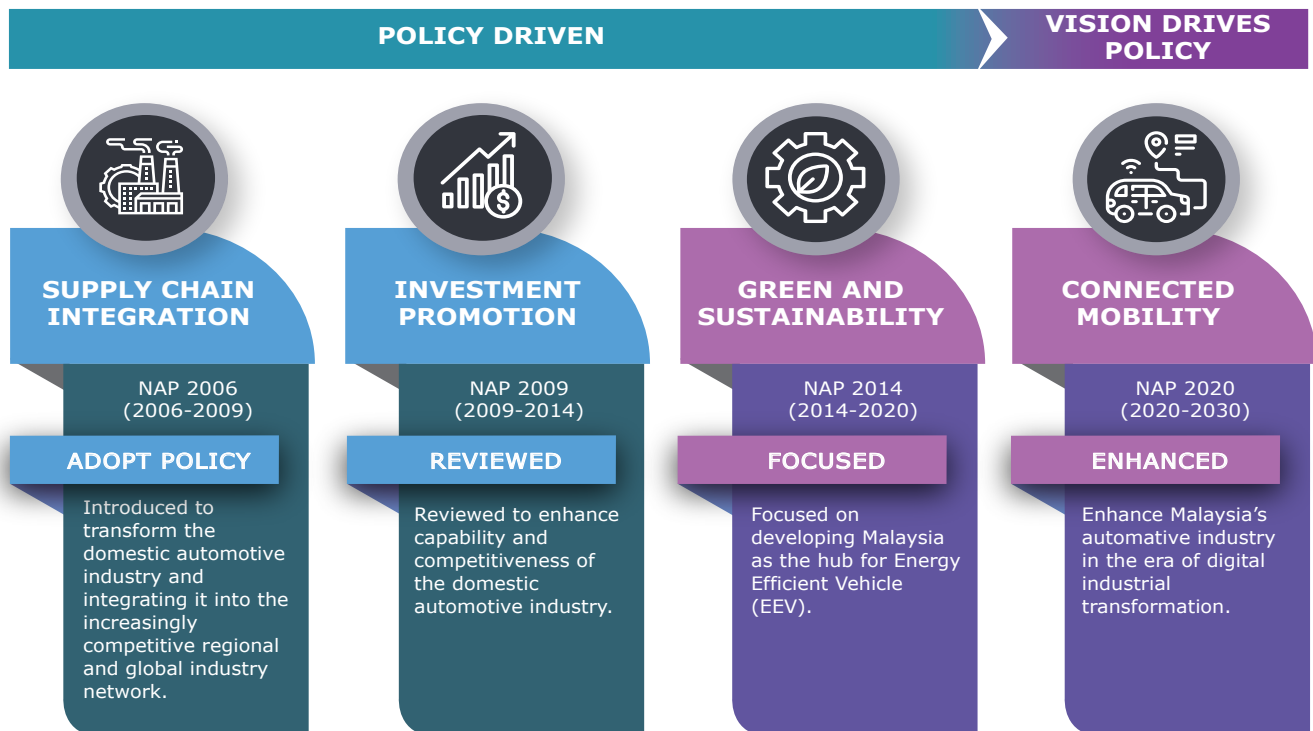 POLICY DRIVEN
VISION DRIVES
POLICY
SUPPLY CHAIN
INTEGRATION
NAP 2006
(2006-2009)
ADOPT POLICY
Introduced to
transform the
domestic automotive
industry and
integrating it into the
increasingly
competitive regional
and global industry
network.
INVESTMENT
PROMOTION
NAP 2009
(2009-2014)
REVIEWED
Reviewed to enhance
capability and
competitiveness of
the domestic
automotive industry.
GREEN AND
SUSTAINABILITY
NAP 2014
(2014-2020)
FOCUSED
Focused on
developing Malaysia
as the hub for Energy
Efficient Vehicle
(EEV).
CONNECTED
MOBILITY
NAP 2020
(2020-2030)
ENHANCED
Enhance Malaysia’s
automative industry
in the era of digital
industrial
transformation.